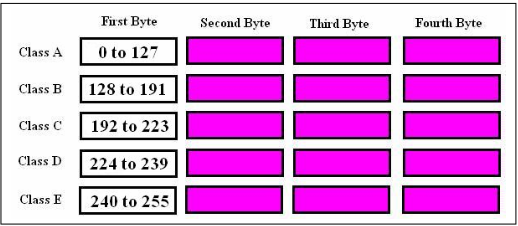 First Byte Second Byte Third Byte Fourth Byte
Class A 0 to 127
Class B 128 to 191
Class C 192 to 223
Class D 224 to 239
Class E 240 to 255